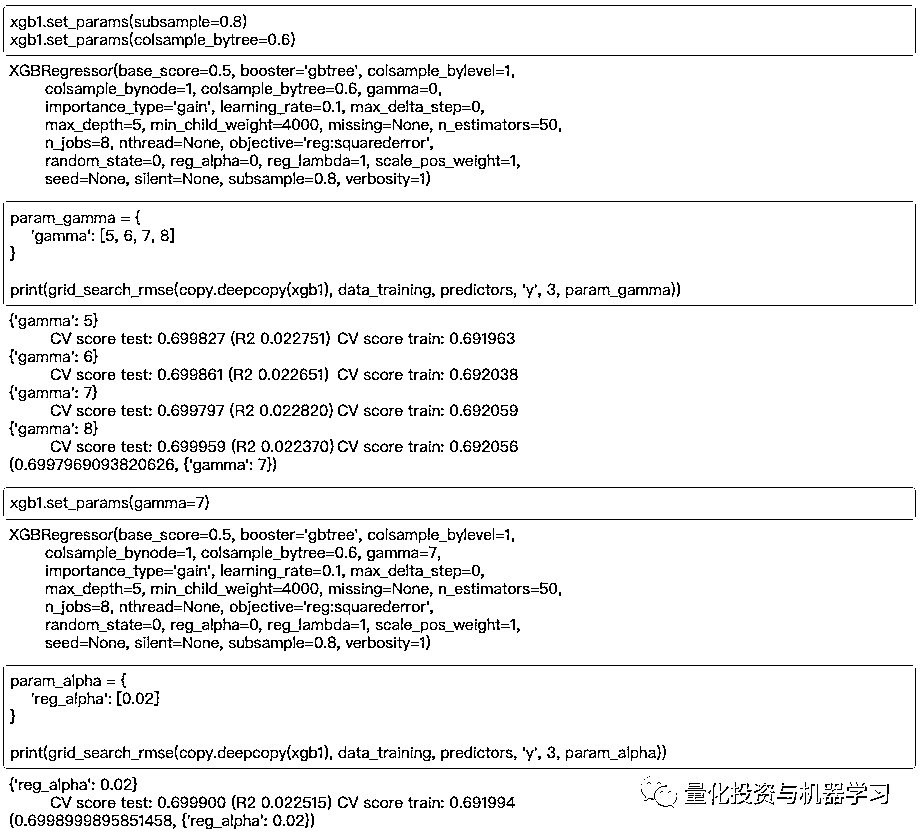 xgb1.set_params(subsample=0.8)
xgb1.set_params(colsample_bytree=0.6)
XGBRegressor(base_score=0.5, booster='gbtree', colsample_bylevel=1,
colsample_bynode=1, colsample_bytree=0.6, gamma=0,
importance_type='gain', learning_rate=0.1, max_delta_step=0,
max_depth=5, min_child_weight=4000, missing=None, n_estimators=50,
n_jobs=8, nthread=None, objective='reg:squarederror',
random_state=0, reg_alpha=0, reg_lambda=1, scale_pos_weight=1,
seed=None, silent=None, subsample=0.8, verbosity=1)
param_gamma = {
'gamma': [5, 6, 7, 8]
}
print(grid_search_rmse(copy.deepcopy(xgb1), data_training, predictors, 'y', 3, param_gamma))
{'gamma': 5}
CV score test: 0.699827 (R2 0.022751) CV score train: 0.691963
{'gamma': 6}
CV score test: 0.699861 (R2 0.022651) CV score train: 0.692038
{'gamma': 7}
CV score test: 0.699797 (R2 0.022820) CV score train: 0.692059
{'gamma': 8}
CV score test: 0.699959 (R2 0.022370) CV score train: 0.692056
(0.6997969093820626, {'gamma': 7})
xgb1.set_params(gamma=7)
XGBRegressor(base_score=0.5, booster='gbtree', colsample_bylevel=1,
colsample_bynode=1, colsample_bytree=0.6, gamma=7,
importance_type='gain', learning_rate=0.1, max_delta_step=0,
max_depth=5, min_child_weight=4000, missing=None, n_estimators=50,
n_jobs=8, nthread=None, objective='reg:squarederror',
random_state=0, reg_alpha=0, reg_lambda=1, scale_pos_weight=1,
seed=None, silent=None, subsample=0.8, verbosity=1)
param_alpha = {
'reg_alpha': [0.02]
}
print(grid_search_rmse(copy.deepcopy(xgb1), data_training, predictors, 'y', 3, param_alpha))
{'reg_alpha': 0.02}
CV score test: 0.699900 (R2 0.022515) CV score train: 0.691994
(0.6998999895851458, {'reg_alpha': 0.02})
量化投资与机器学习